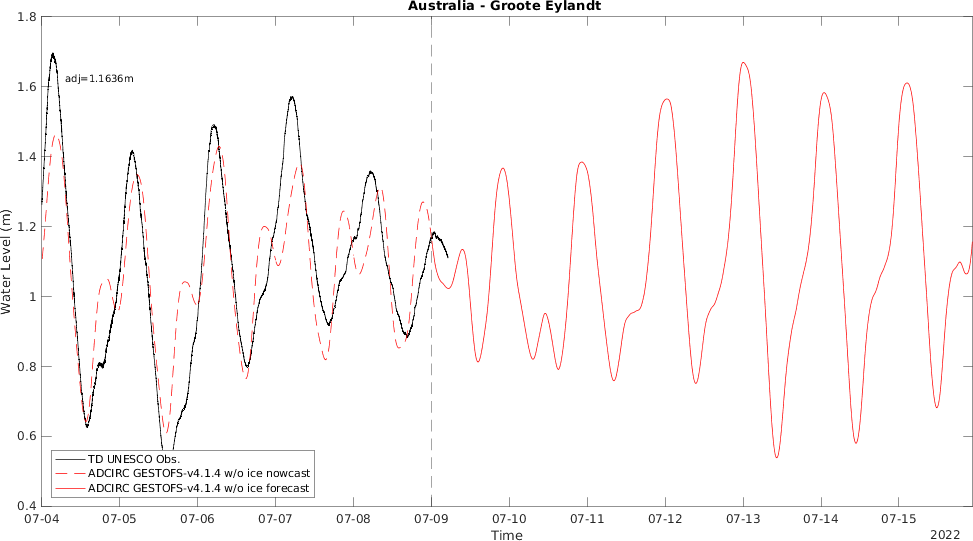 Australia - Groote Eylandt
1.8
1.6
1.4
1.2
1
0.8
0.6
0.4
Water Level (m)
adj=1.1636m
TD UNESCO Obs.
ADCIRC GESTOFS-v4.1.4 w/o ice nowcast
ADCIRC GESTOFS-v4.1.4 w/o ice forecast
07-04 07-05 07-06 07-07 07-08 07-09 07-10 07-11 07-12 07-13 07-14 07-15
Time
2022